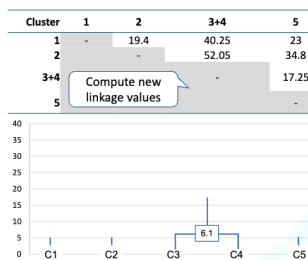 Cluster 1 2 3+4 5
1 - 19.4 40.25 23
2 - 52.05 34.8
3+4 - 17.25
5 -
Compute new
linkage values
40
35
30
25
20
15
10
5
0
6.1
C1 C2 C3 C4 C5